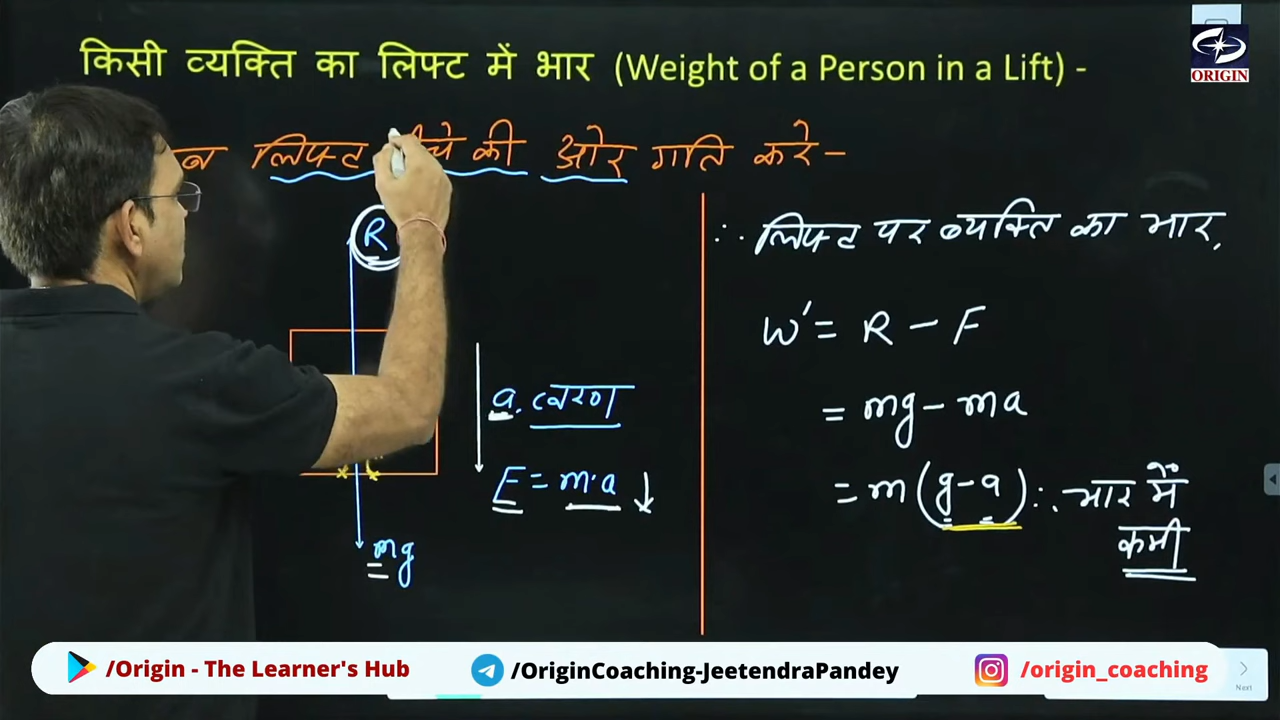 किसी व्यक्ति का लिफ्ट में भार (Weight of a Person in a Lift) -
ORIGIN
लिफ्ट की ओर गति करे-
R
a. त्वरण
F = m·a ↓
mg
∴ लिफ्ट पर व्यक्ति का भार,
W' = R - F
= mg - ma
= m(g-a) ∴ भार में
कमी
/Origin - The Learner's Hub
/OriginCoaching-JeetendraPandey
/origin_coaching
Next